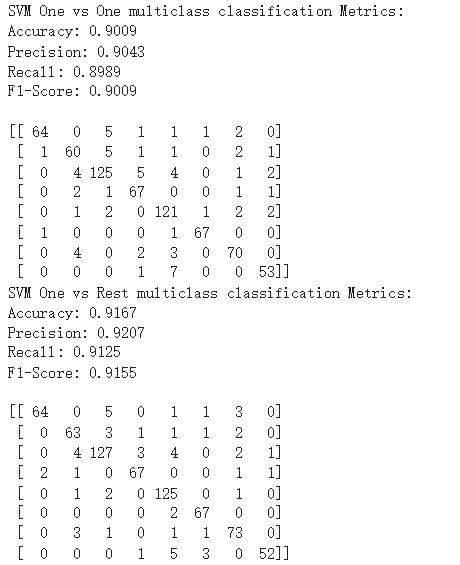 SVM One vs One multiclass classification Metrics:
Accuracy: 0.9009
Precision: 0.9043
Recall: 0.8989
F1-Score: 0.9009
[[ 64   0   5   1   1   1   2   0]
 [  1  60   5   1   1   0   2   1]
 [  0   4 125   5   4   0   1   2]
 [  0   2   1  67   0   0   1   1]
 [  0   1   2   0 121   1   2   2]
 [  1   0   0   0   1  67   0   0]
 [  0   4   0   2   3   0  70   0]
 [  0   0   0   1   7   0   0  53]]
SVM One vs Rest multiclass classification Metrics:
Accuracy: 0.9167
Precision: 0.9207
Recall: 0.9125
F1-Score: 0.9155
[[ 64   0   5   0   1   1   3   0]
 [  0  63   3   1   1   1   2   0]
 [  0   4 127   3   4   0   2   1]
 [  2   1   0  67   0   0   1   1]
 [  0   1   2   0 125   0   1   0]
 [  0   0   0   0   2  67   0   0]
 [  0   3   1   0   1   1  73   0]
 [  0   0   0   1   5   3   0  52]]